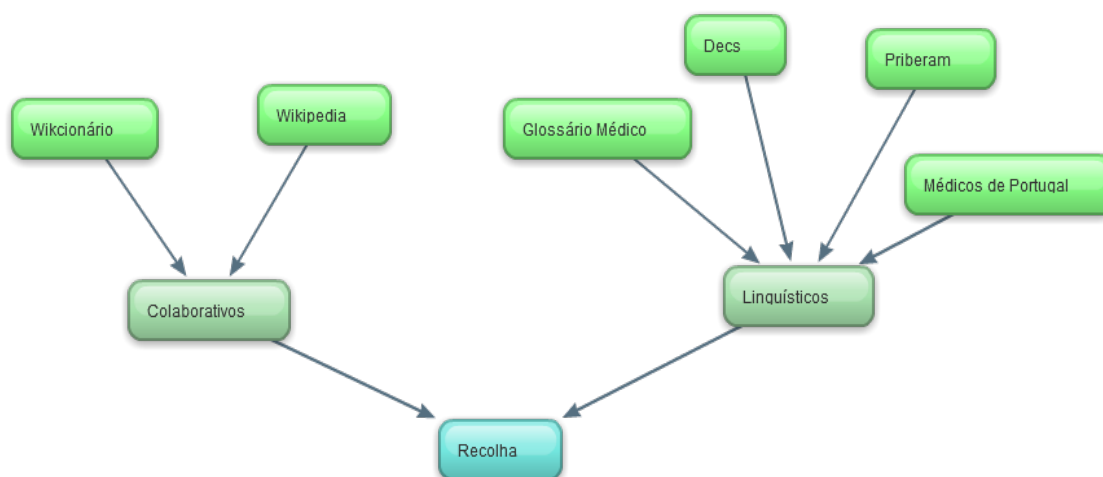 Decs
Priberam
Wikcionário
Wikipedia
Glossário Médico
Médicos de Portugal
Colaborativos
Linguísticos
Recolha